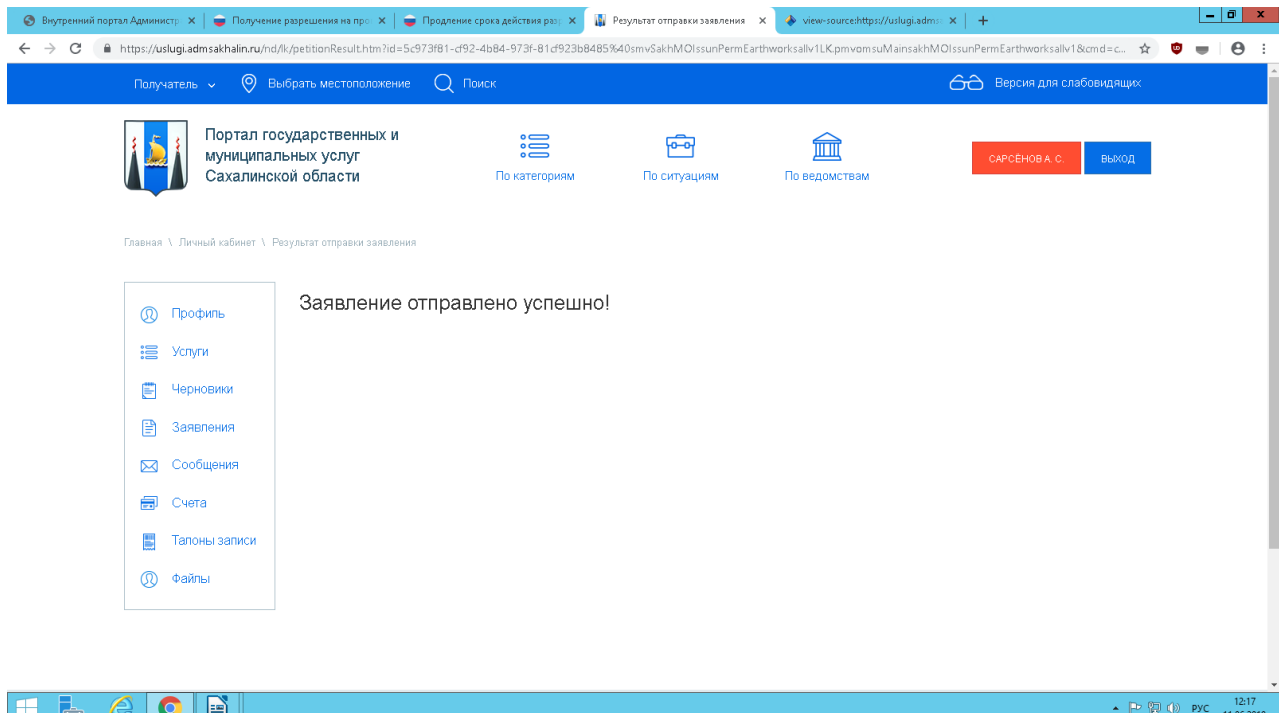 Внутренний портал Админист
Получение разрешения на про
Продление срока действия раз
Результат отправки заявления
view-source:https://uslugi.adms
https://uslugi.admsakhalin.ru/nd/lk/petitionResult.htm?id=5c973f81-cf92-4b84-973f-81cf923b8485%40smvSakhMOIssunPermEarthworksallv1LK.pmvomsuMainsakhMOIssunPermEarthworksallv1&cmd=c...
Получатель
Выбрать местоположение
Поиск
Версия для слабовидящих
Портал государственных и
муниципальных услуг
Сахалинской области
По категориям
По ситуациям
По ведомствам
САРСЁНОВ А. С.
ВЫХОД
Главная \ Личный кабинет \ Результат отправки заявления
Заявление отправлено успешно!
Профиль
Услуги
Черновики
Заявления
Сообщения
Счета
Талоны записи
Файлы
РУС
12:17